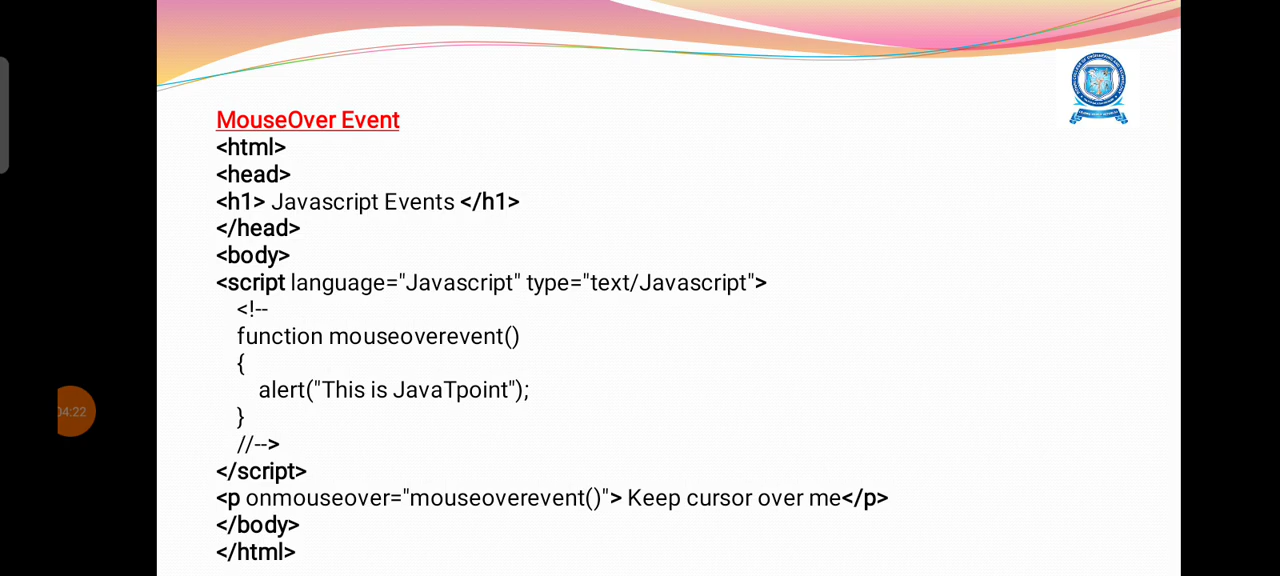 MouseOver Event
<html>
<head>
<h1> Javascript Events </h1>
</head>
<body>
<script language="Javascript" type="text/Javascript">
<!--
function mouseoverevent()
{
alert("This is JavaTpoint");
}
//-->
</script>
<p onmouseover="mouseoverevent()"> Keep cursor over me</p>
</body>
</html>
04:22